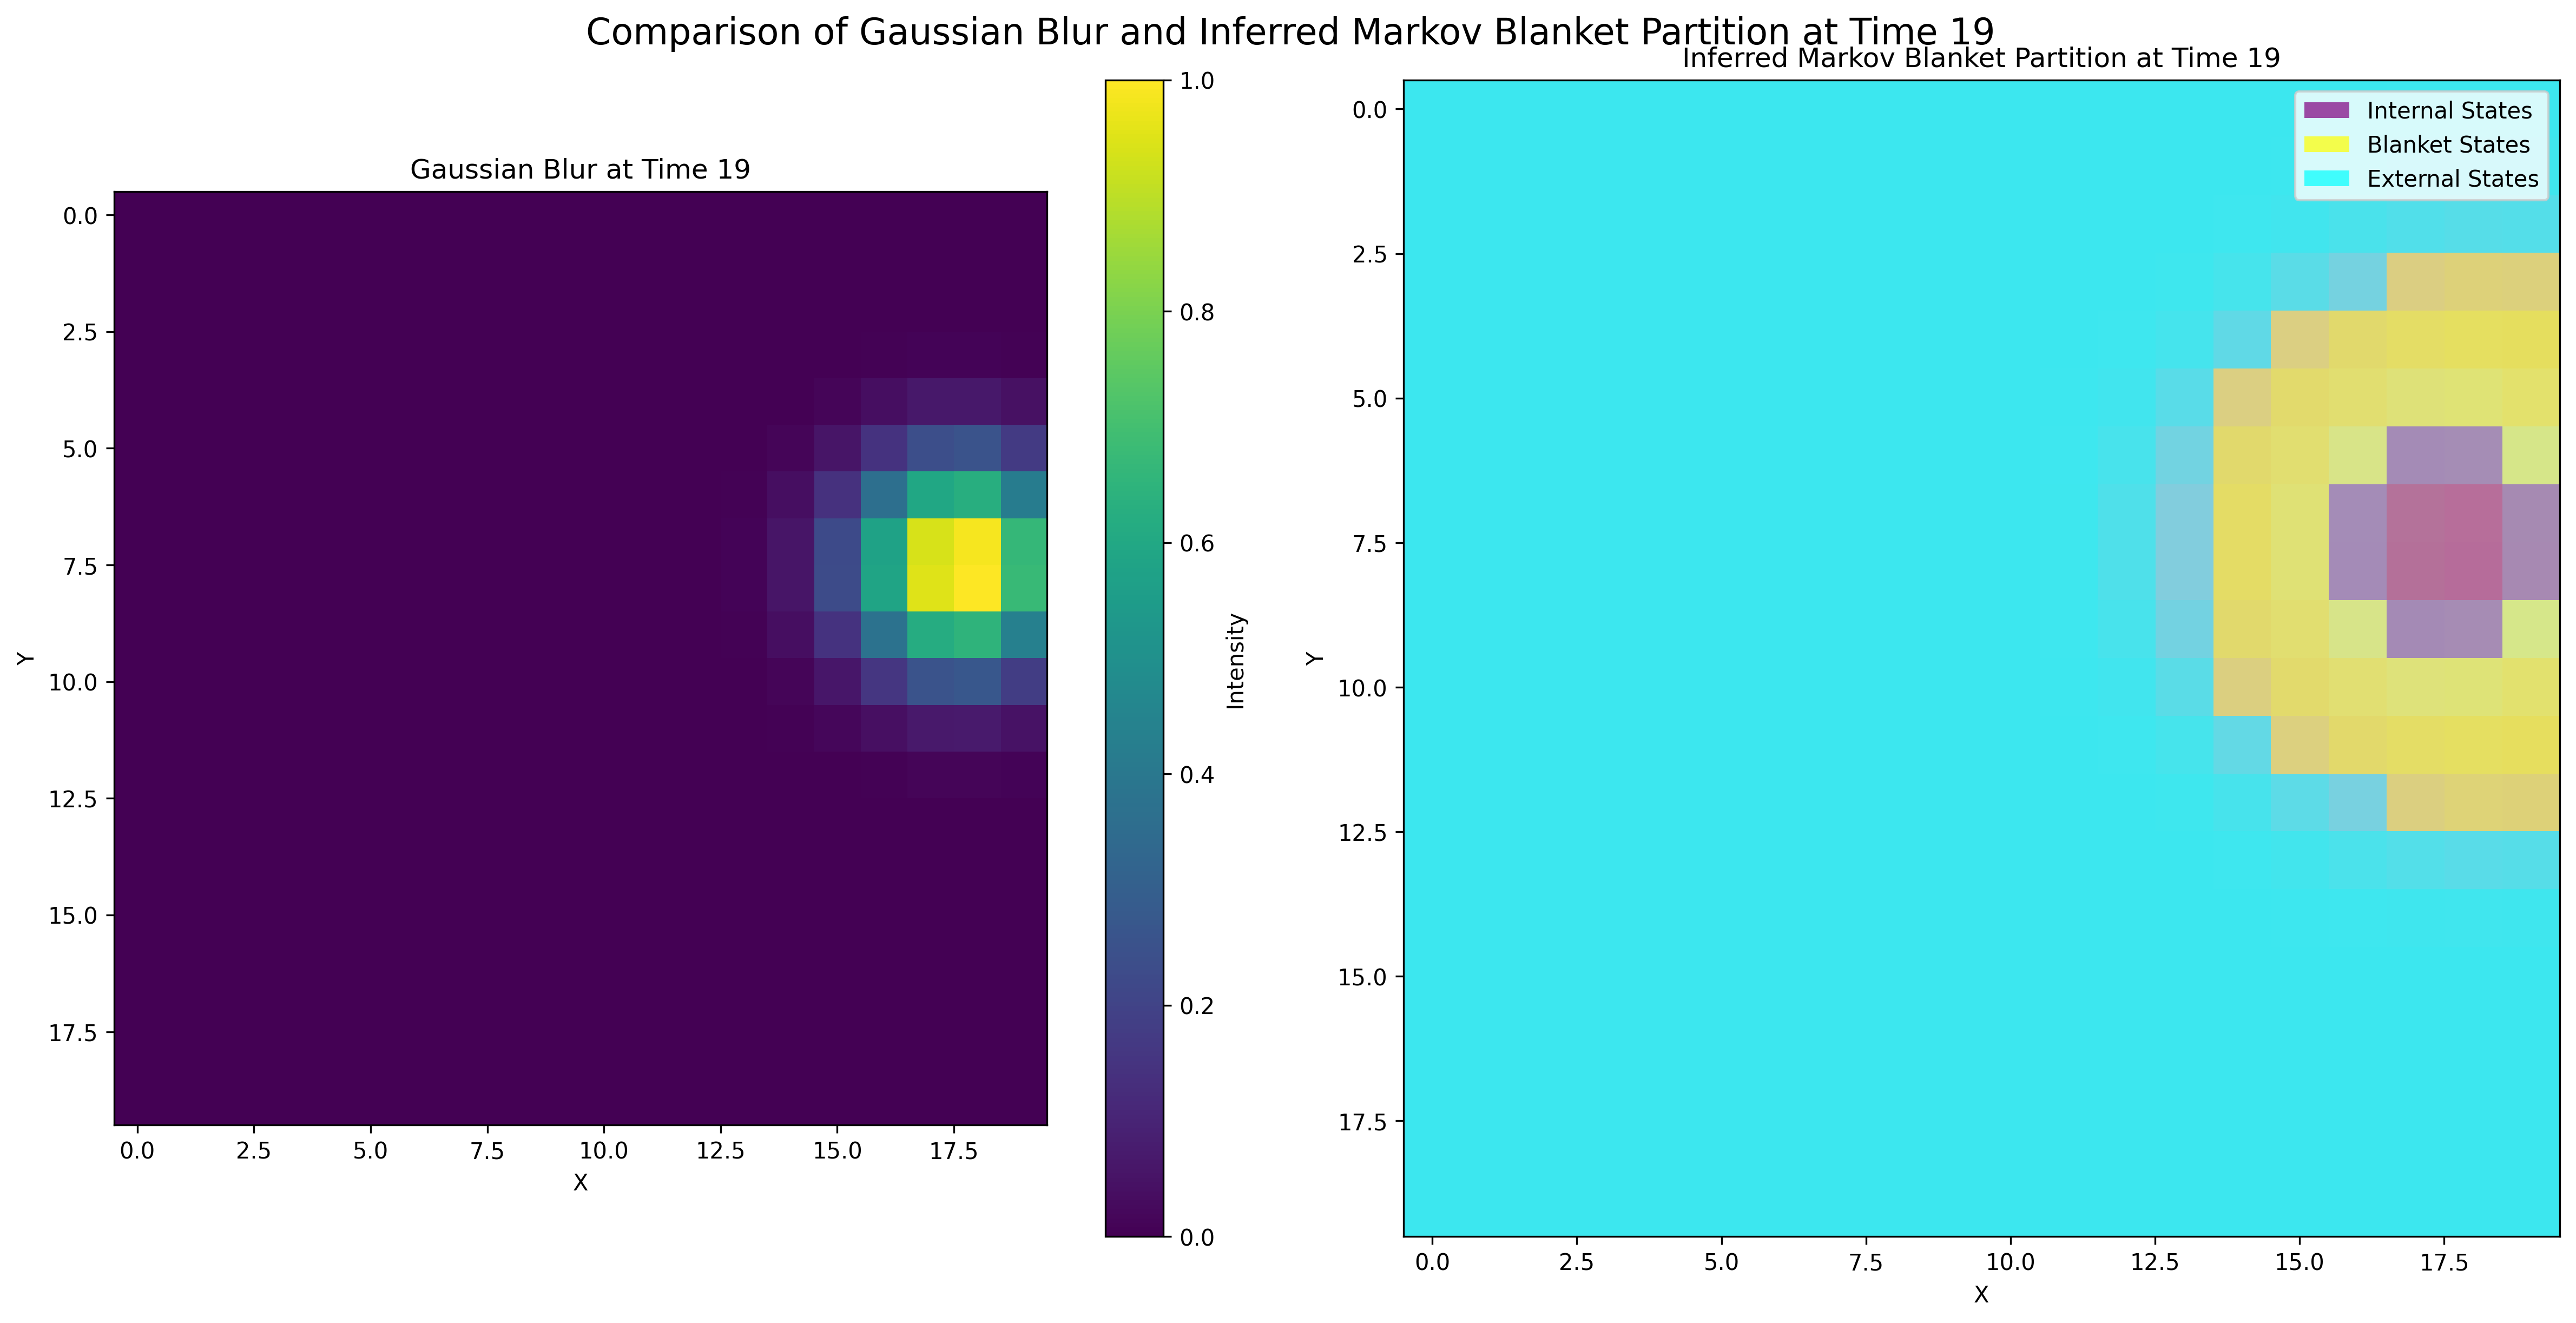 Comparison of Gaussian Blur and Inferred Markov Blanket Partition at Time 19
Gaussian Blur at Time 19
0.0
2.5
5.0
7.5
10.0
12.5
15.0
17.5
Y
0.0 2.5 5.0 7.5 10.0 12.5 15.0 17.5
X
1.0
0.8
0.6
0.4
0.2
0.0
Intensity
Inferred Markov Blanket Partition at Time 19
Internal States
Blanket States
External States
0.0
2.5
5.0
7.5
10.0
12.5
15.0
17.5
Y
0.0 2.5 5.0 7.5 10.0 12.5 15.0 17.5
X